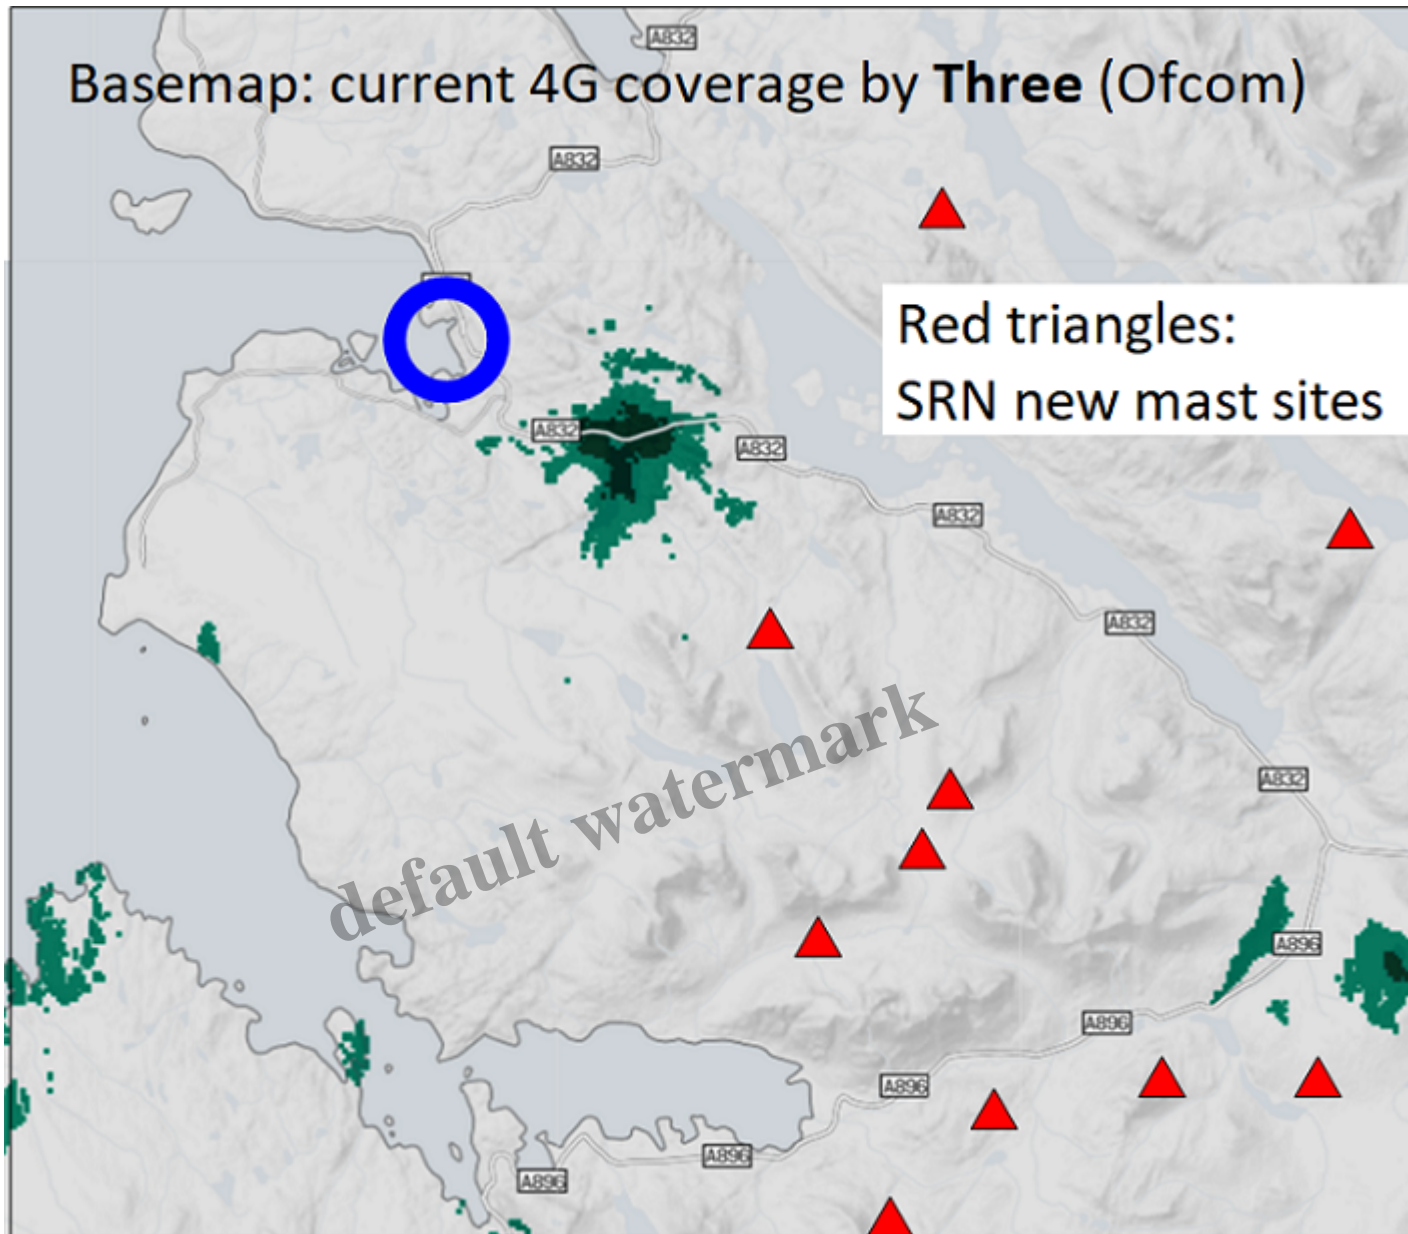 A832
Basemap: current 4G coverage by Three (Ofcom)
A832
Red triangles:
SRN new mast sites
A832
A832
A832
A832
default watermark
A832
A896
A896
A896
A896
A896